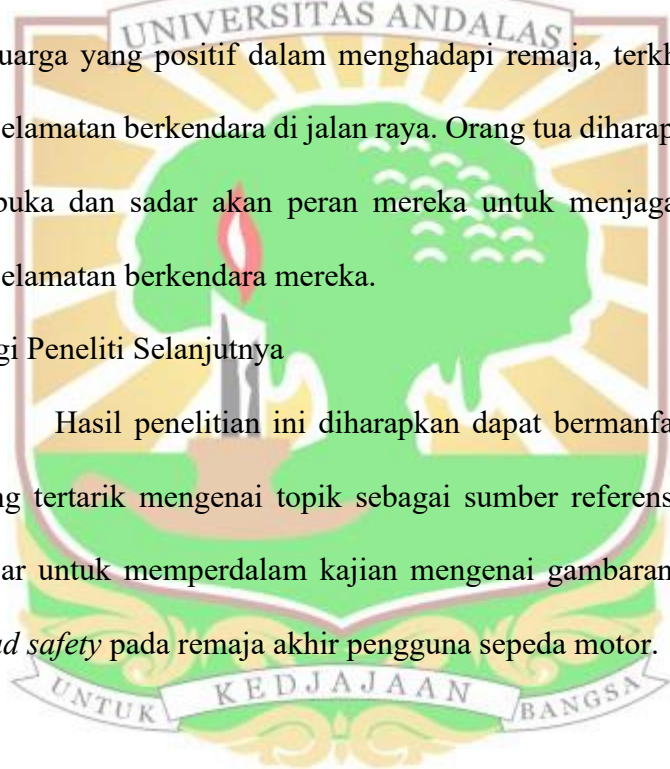 UNIVERSITAS ANDALAS
uarga yang positif dalam menghadapi remaja, terkh
elamatan berkendara di jalan raya. Orang tua diharap
buka dan sadar akan peran mereka untuk menjaga
elamatan berkendara mereka.
gi Peneliti Selanjutnya
Hasil penelitian ini diharapkan dapat bermanfa
ng tertarik mengenai topik sebagai sumber referens
ar untuk memperdalam kajian mengenai gambaran
ad safety pada remaja akhir pengguna sepeda motor.
UNTUK KEDJAJAAN BANGSA